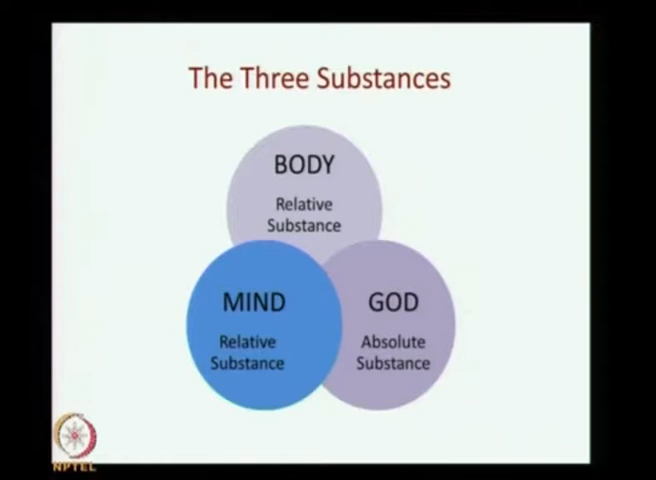 The Three Substances
BODY
Relative
Substance
MIND
Relative
Substance
GOD
Absolute
Substance
NPTEL